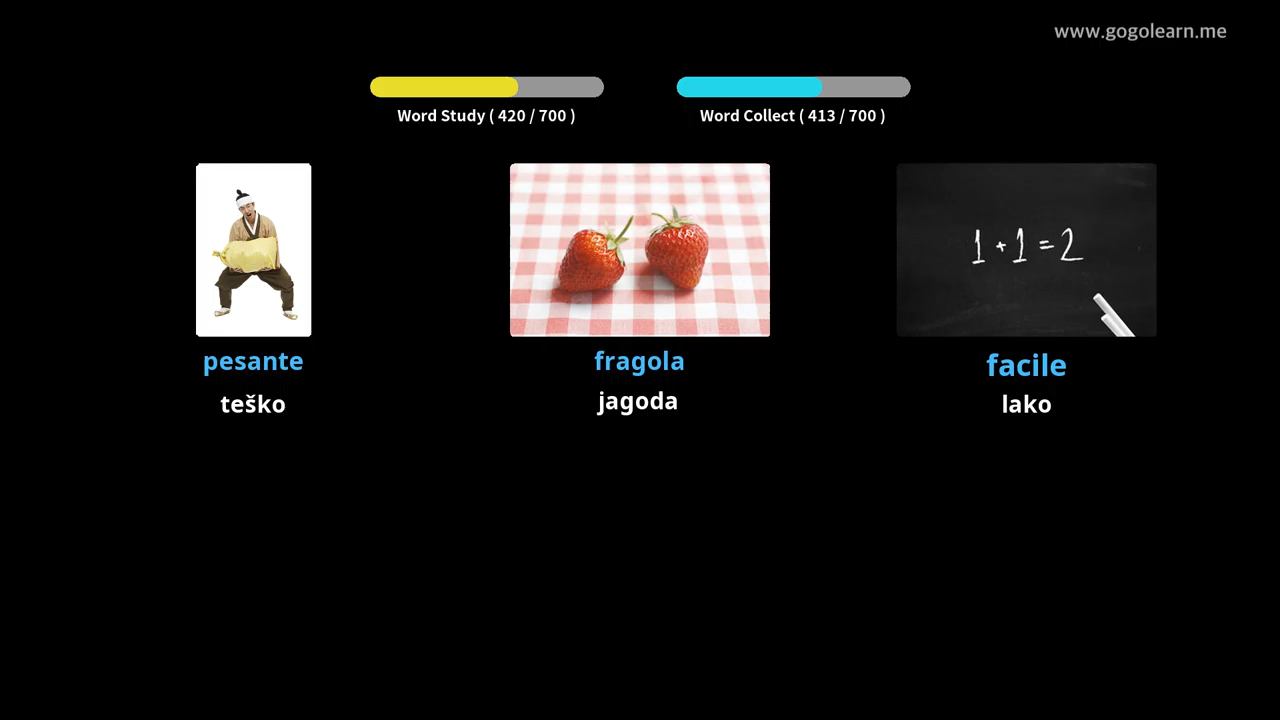 www.gogolearn.me
Word Study ( 420 / 700 )
Word Collect ( 413 / 700 )
1 + 1 = 2
pesante
fragola
facile
teško
jagoda
lako